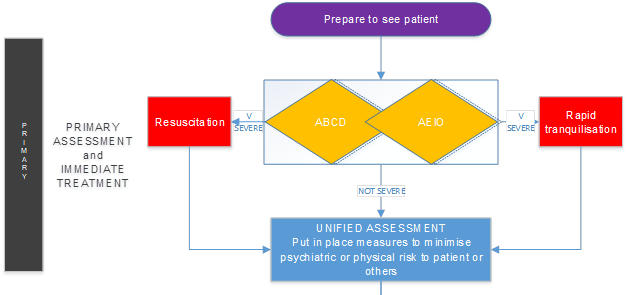 Prepare to see patient
PRIMARY
PRIMARY
ASSESSMENT
and
IMMEDIATE
TREATMENT
Resuscitation
V
SEVERE
ABCD
AEIO
V
SEVERE
Rapid
tranquilisation
NOT SEVERE
UNIFIED ASSESSMENT
Put in place measures to minimise
psychiatric or physical risk to patient or
others